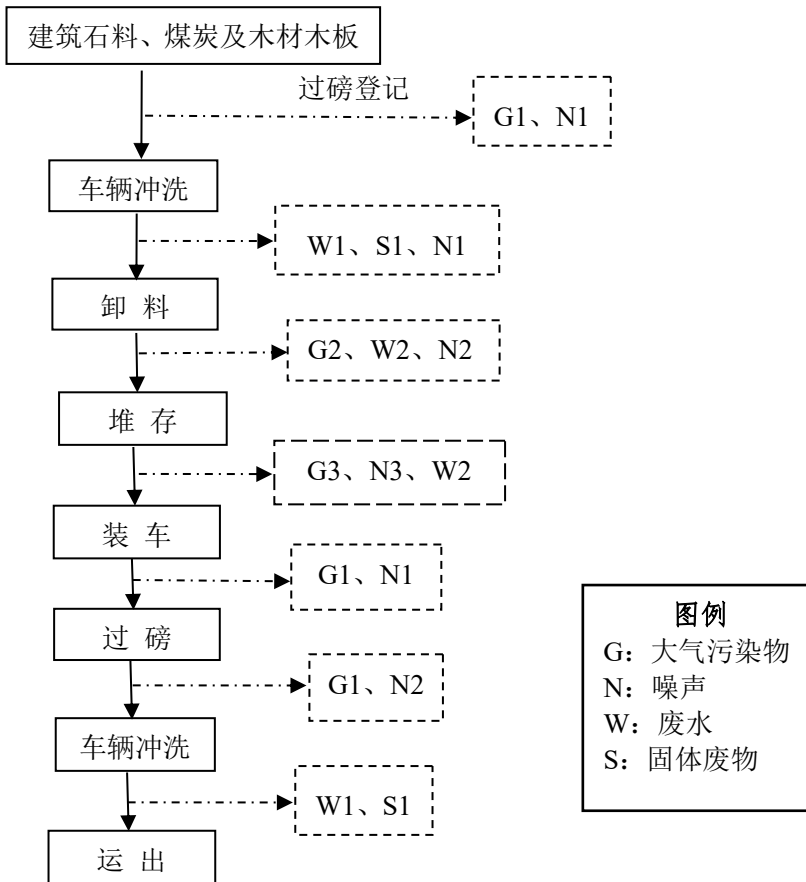 建筑石料、煤炭及木材木板
过磅登记
G1、N1
车辆冲洗
W1、S1、N1
卸 料
G2、W2、N2
堆 存
G3、N3、W2
装 车
G1、N1
过 磅
G1、N2
车辆冲洗
W1、S1
运 出
图例
G：大气污染物
N：噪声
W：废水
S：固体废物